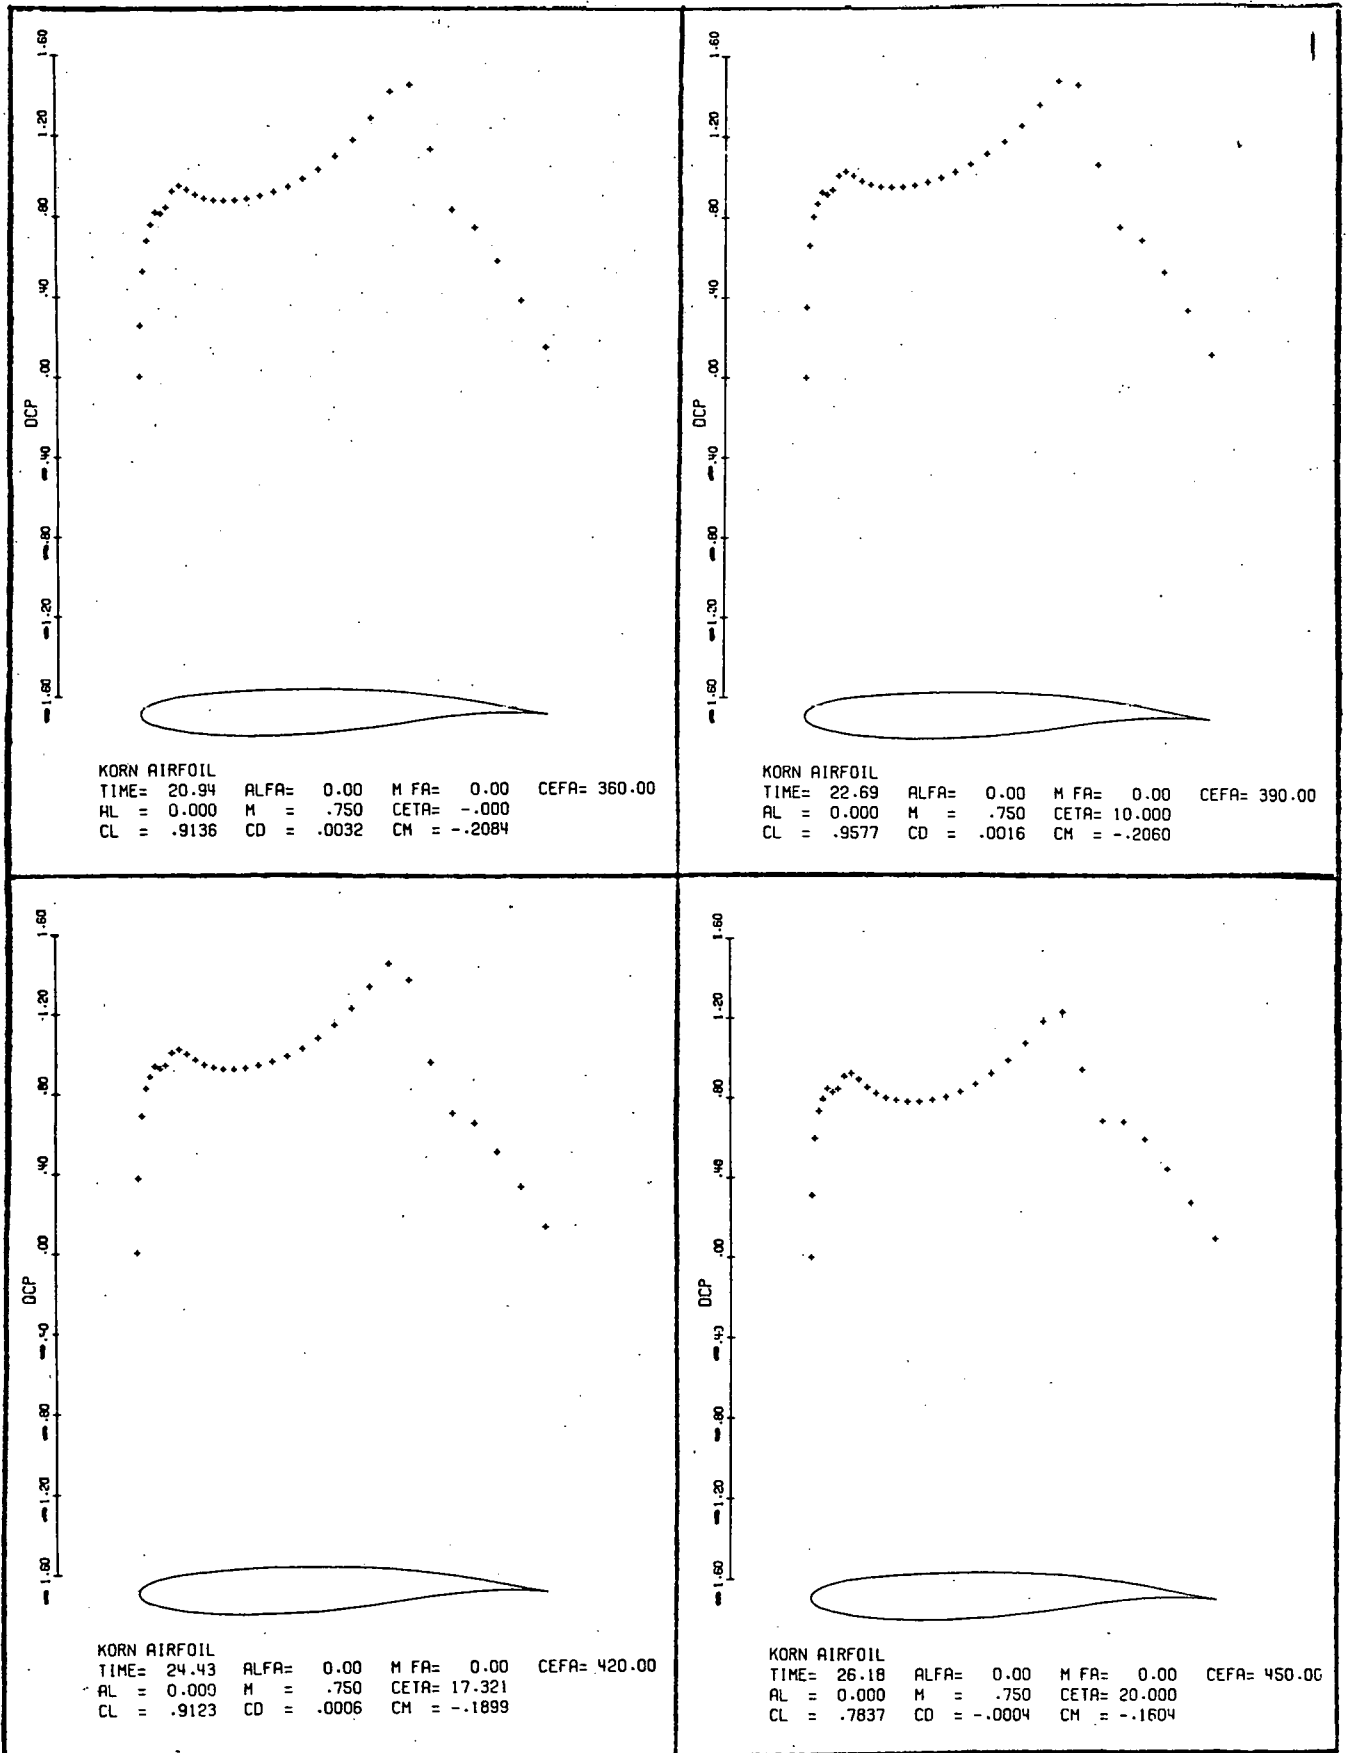 1.60
1.20
.80
.40
.00
DCP
-.40
-.80
-1.20
-1.60
KORN AIRFOIL
TIME= 20.94 ALFA= 0.00 M FA= 0.00 CEFA= 360.00
AL = 0.000 M = .750 CETA= -.000
CL = .9136 CD = .0032 CM = -.2084
1.60
1.20
.80
.40
.00
DCP
-.40
-.80
-1.20
-1.60
KORN AIRFOIL
TIME= 22.69 ALFA= 0.00 M FA= 0.00 CEFA= 390.00
AL = 0.000 M = .750 CETA= 10.000
CL = .9577 CD = .0016 CM = -.2060
1.60
1.20
.80
.40
.00
DCP
-.40
-.80
-1.20
-1.60
KORN AIRFOIL
TIME= 24.43 ALFA= 0.00 M FA= 0.00 CEFA= 420.00
AL = 0.000 M = .750 CETA= 17.321
CL = .9123 CD = .0006 CM = -.1899
1.60
1.20
.80
.40
.00
DCP
-.40
-.80
-1.20
-1.60
KORN AIRFOIL
TIME= 26.18 ALFA= 0.00 M FA= 0.00 CEFA= 450.00
AL = 0.000 M = .750 CETA= 20.000
CL = .7837 CD = -.0004 CM = -.1604